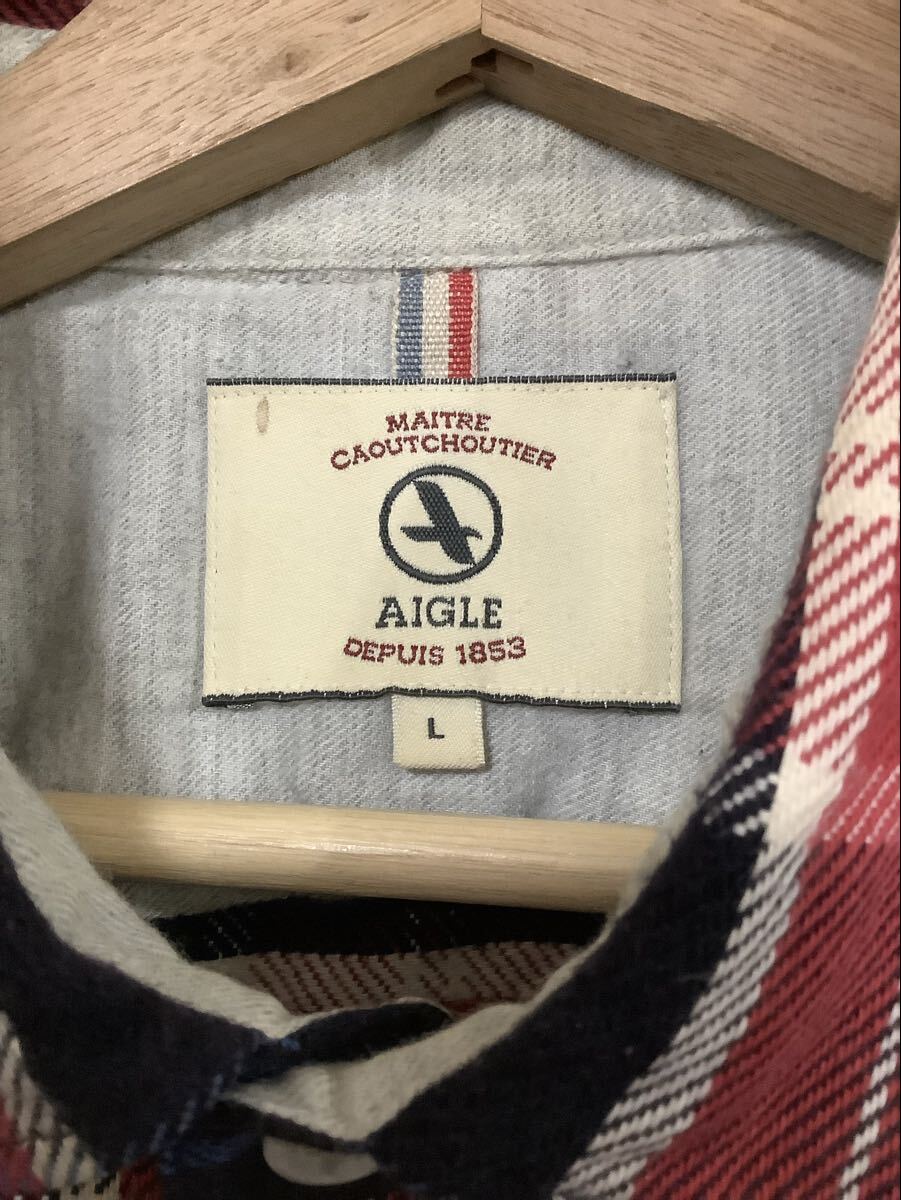 MAITRE
CAOUTCHOUTIER
AIGLE
DEPUIS 1853
L